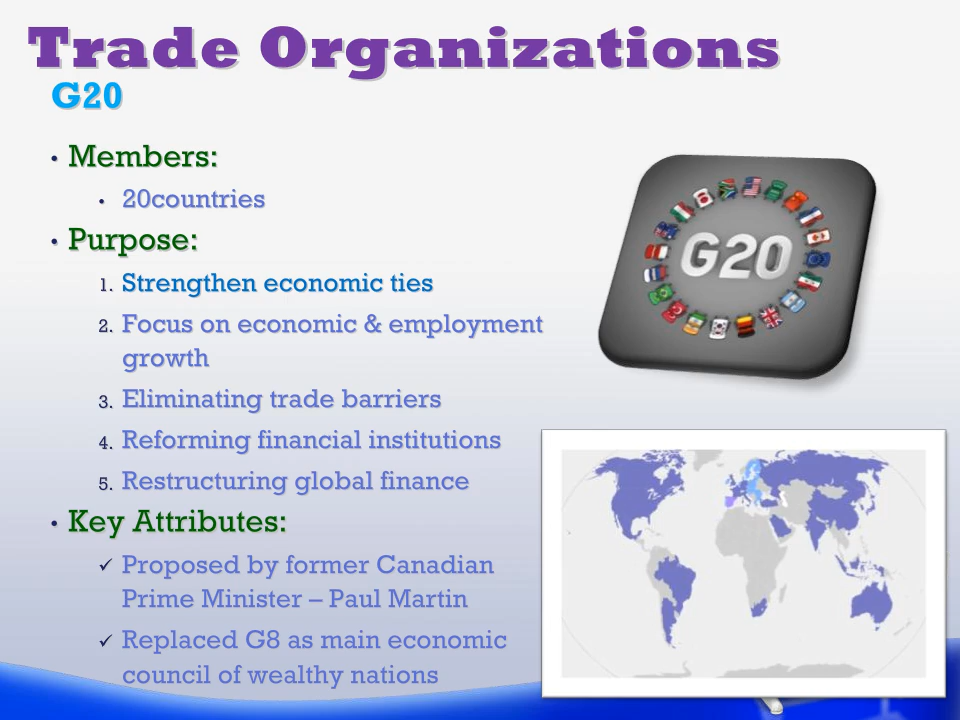 Trade Organizations
G20
• Members:
• 20countries
• Purpose:
1. Strengthen economic ties
2. Focus on economic & employment
growth
3. Eliminating trade barriers
4. Reforming financial institutions
5. Restructuring global finance
• Key Attributes:
✓ Proposed by former Canadian
Prime Minister – Paul Martin
✓ Replaced G8 as main economic
council of wealthy nations
G20